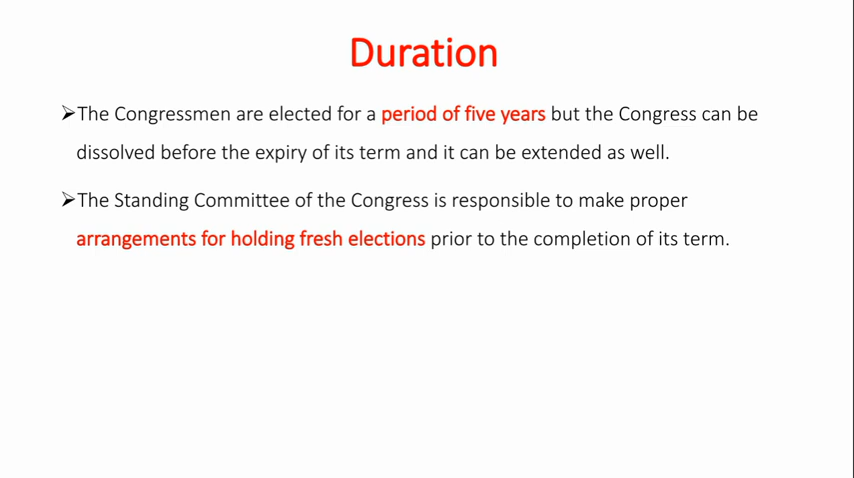 Duration
➢The Congressmen are elected for a period of five years but the Congress can be
dissolved before the expiry of its term and it can be extended as well.
➢The Standing Committee of the Congress is responsible to make proper
arrangements for holding fresh elections prior to the completion of its term.